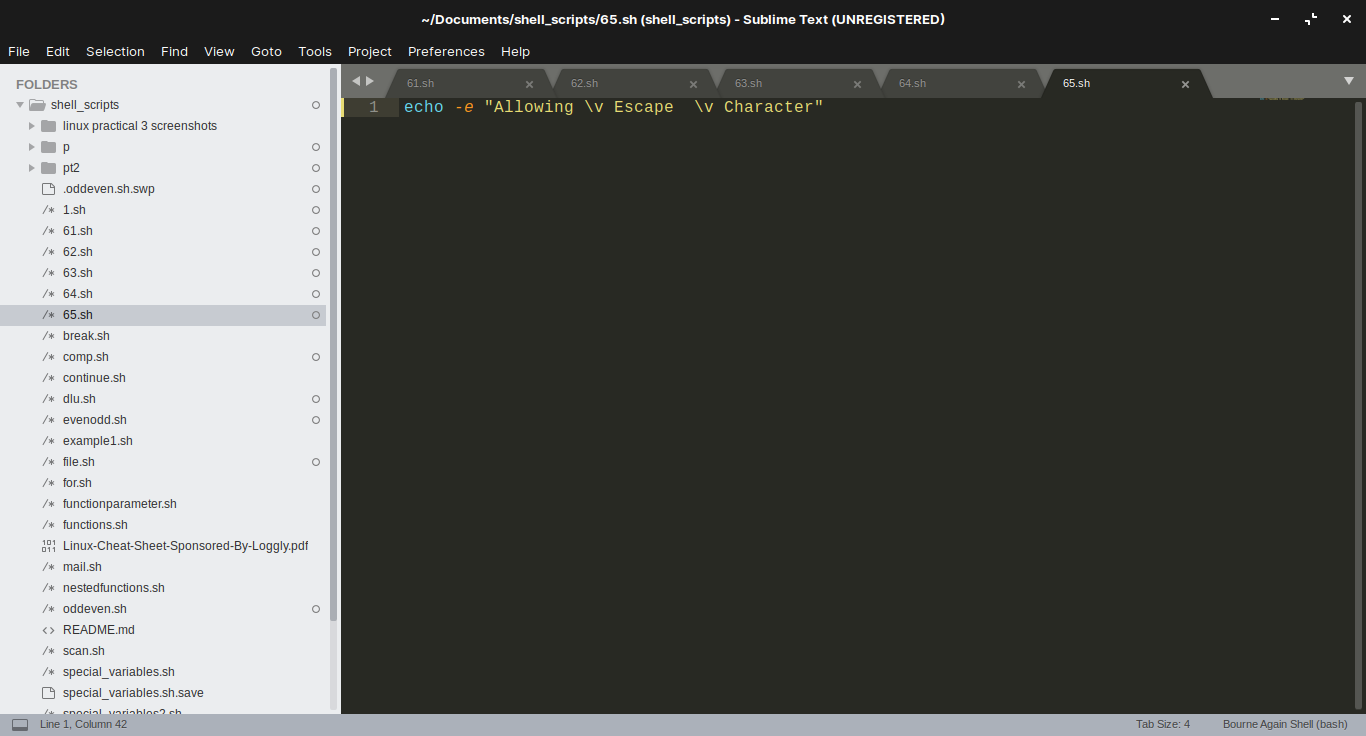 ~/Documents/shell_scripts/65.sh (shell_scripts) - Sublime Text (UNREGISTERED)
File Edit Selection Find View Goto Tools Project Preferences Help
FOLDERS
shell_scripts
linux practical 3 screenshots
p
pt2
.oddeven.sh.swp
1.sh
61.sh
62.sh
63.sh
64.sh
65.sh
break.sh
comp.sh
continue.sh
dlu.sh
evenodd.sh
example1.sh
file.sh
for.sh
functionparameter.sh
functions.sh
Linux-Cheat-Sheet-Sponsored-By-Loggly.pdf
mail.sh
nestedfunctions.sh
oddeven.sh
README.md
scan.sh
special_variables.sh
special_variables.sh.save
special_variables2.sh
61.sh 62.sh 63.sh 64.sh 65.sh
1 echo -e "Allowing \v Escape  \v Character"
Line 1, Column 42 Tab Size: 4 Bourne Again Shell (bash)